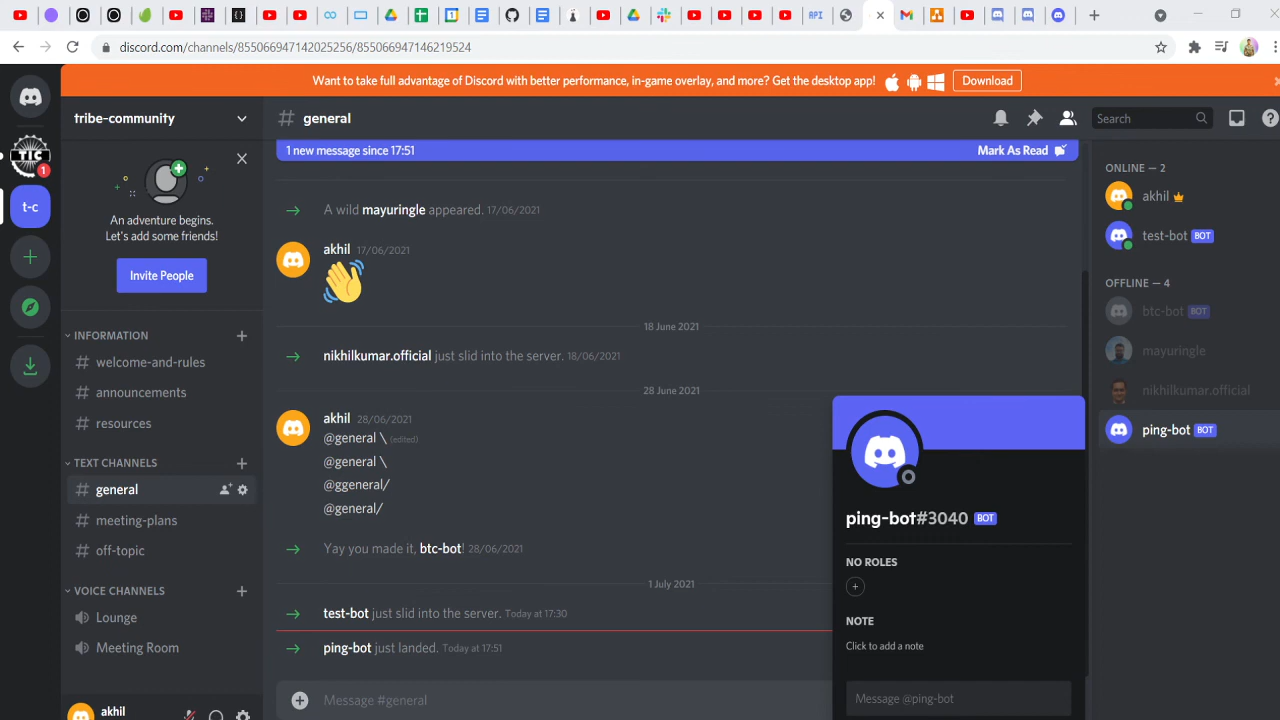 API
discord.com/channels/855066947142025256/855066947146219524
Want to take full advantage of Discord with better performance, in-game overlay, and more? Get the desktop app!
Download
tribe-community
general
Search
1 new message since 17:51
Mark As Read
TIC
1
t-c
An adventure begins.
Let's add some friends!
Invite People
INFORMATION
# welcome-and-rules
# announcements
# resources
TEXT CHANNELS
# general
# meeting-plans
# off-topic
VOICE CHANNELS
Lounge
Meeting Room
akhil
A wild mayuringle appeared. 17/06/2021
akhil 17/06/2021
18 June 2021
nikhilkumar.official just slid into the server. 18/06/2021
28 June 2021
akhil 28/06/2021
@general \ (edited)
@general \
@ggeneral/
@general/
Yay you made it, btc-bot! 28/06/2021
1 July 2021
test-bot just slid into the server. Today at 17:30
ping-bot just landed. Today at 17:51
Message #general
ONLINE — 2
akhil
test-bot BOT
OFFLINE — 4
btc-bot BOT
mayuringle
nikhilkumar.official
ping-bot BOT
ping-bot#3040 BOT
NO ROLES
+
NOTE
Click to add a note
Message @ping-bot